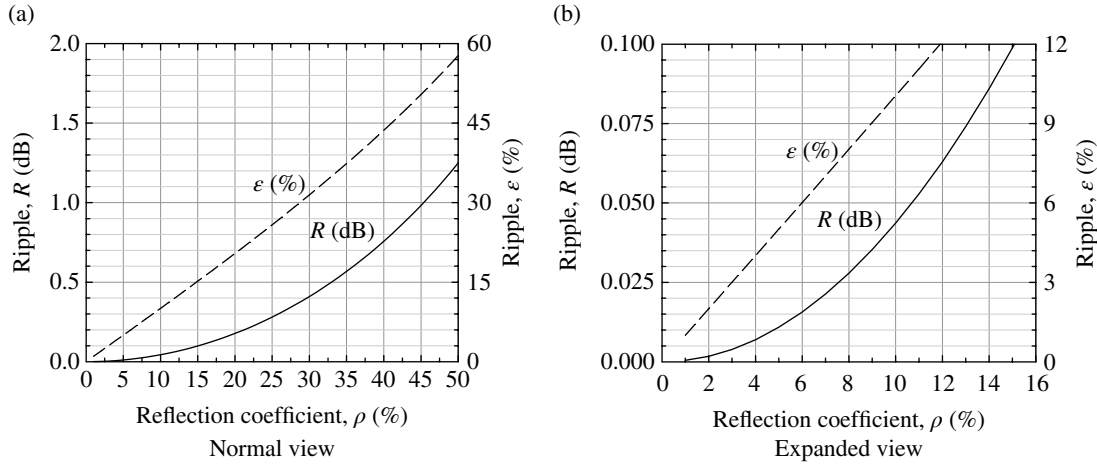 (a)
2.0
1.5
1.0
0.5
0.0
Ripple, R (dB)
60
45
30
15
0
Ripple, ε (%)
ε (%)
R (dB)
0 5 10 15 20 25 30 35 40 45 50
Reflection coefficient, ρ (%)
Normal view
(b)
0.100
0.075
0.050
0.025
0.000
Ripple, R (dB)
12
9
6
3
0
Ripple, ε (%)
ε (%)
R (dB)
0 2 4 6 8 10 12 14 16
Reflection coefficient, ρ (%)
Expanded view